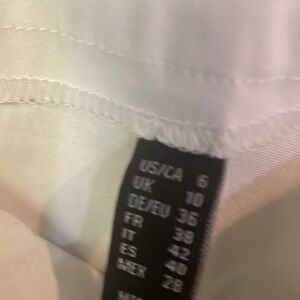 US/CA 6
UK 10
DE/EU 36
FR 38
IT 42
ES 40
MEX 28